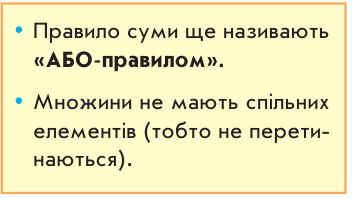 • Правило суми ще називають
«АБО-правилом».
• Множини не мають спільних
елементів (тобто не перети-
наються).